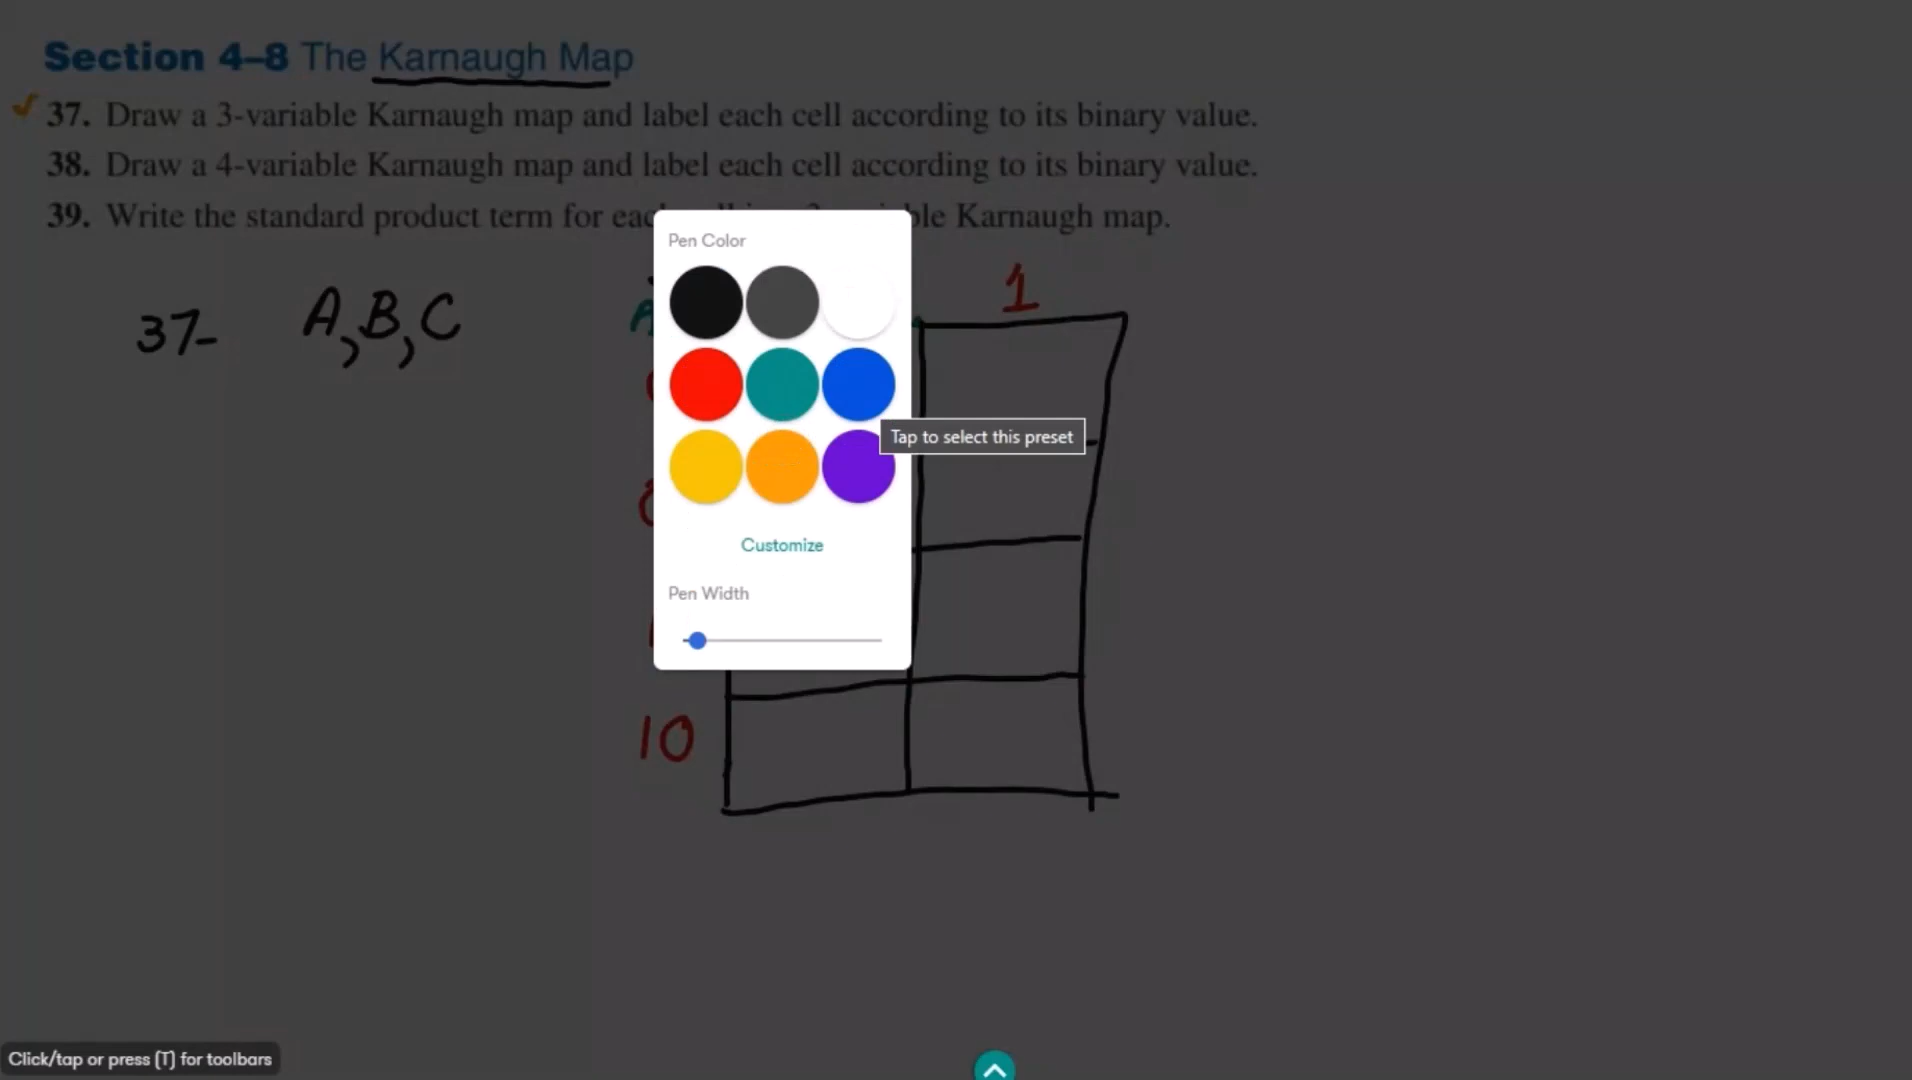 Section 4–8 The Karnaugh Map
37. Draw a 3-variable Karnaugh map and label each cell according to its binary value.
38. Draw a 4-variable Karnaugh map and label each cell according to its binary value.
39. Write the standard product term for Karnaugh map.
Pen Color
1
37- A,B,C
Tap to select this preset
Customize
Pen Width
10
Click/tap or press (T) for toolbars